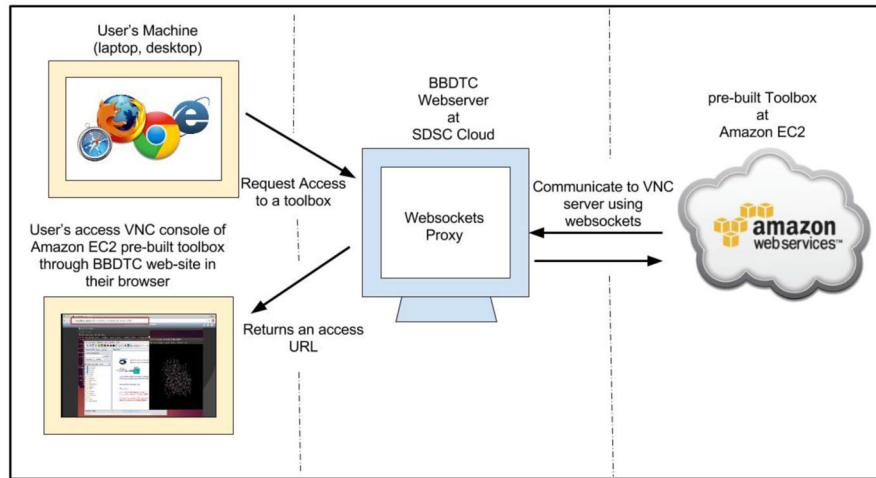 User's Machine
(laptop, desktop)
Request Access
to a toolbox
User's access VNC console of
Amazon EC2 pre-built toolbox
through BBDTC web-site in
their browser
Returns an access
URL
BBDTC
Webserver
at
SDSC Cloud
Websockets
Proxy
Communicate to VNC
server using
websockets
pre-built Toolbox
at
Amazon EC2
amazon
webservices™